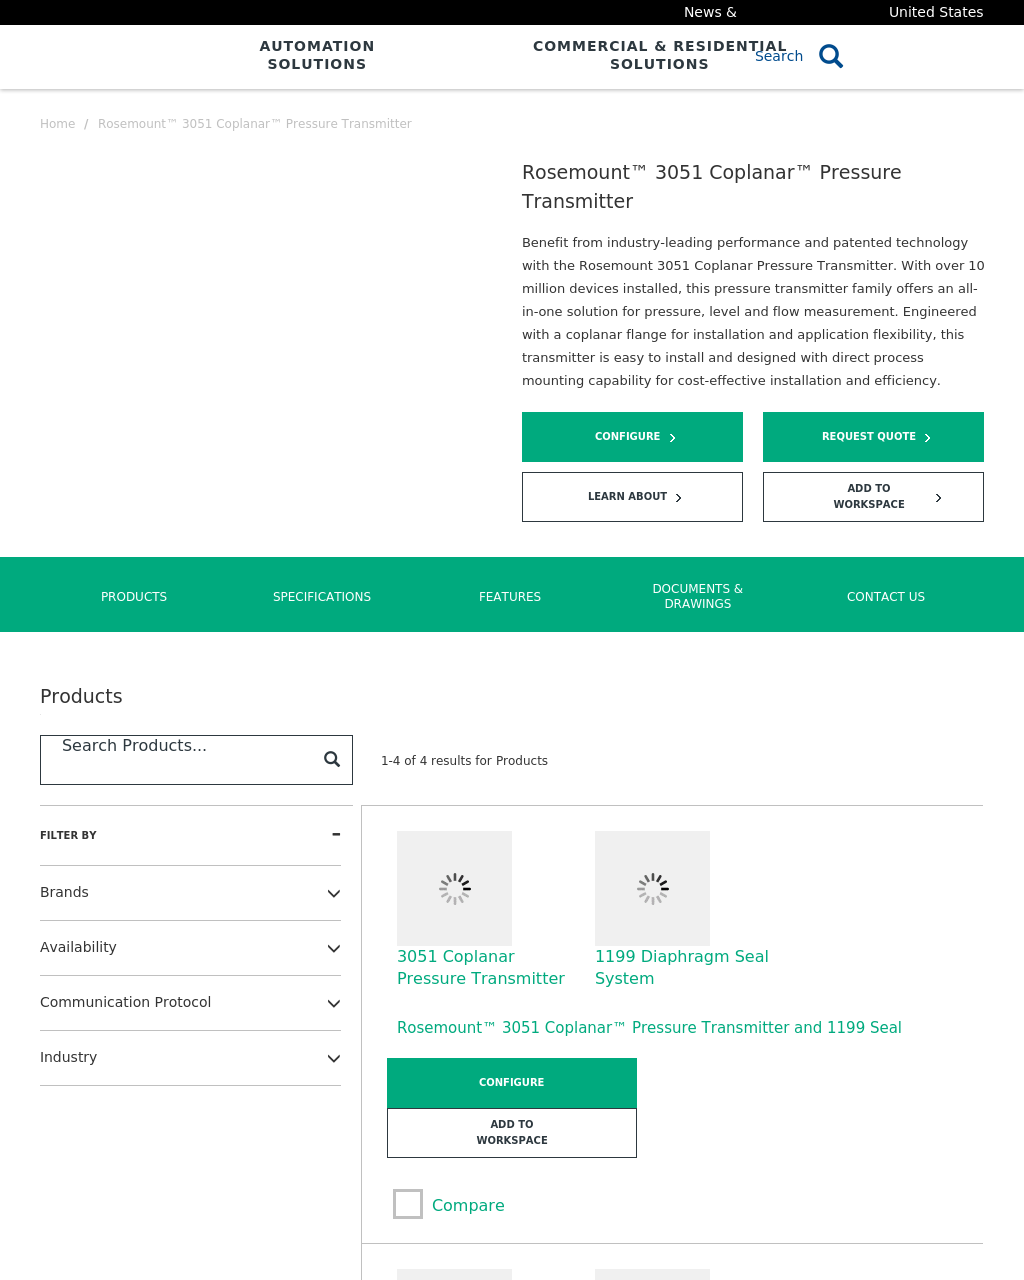 News &
United States
AUTOMATION
SOLUTIONS
COMMERCIAL & RESIDENTIAL
SOLUTIONS
Search
Home / Rosemount™ 3051 Coplanar™ Pressure Transmitter
Rosemount™ 3051 Coplanar™ Pressure
Transmitter
Benefit from industry-leading performance and patented technology
with the Rosemount 3051 Coplanar Pressure Transmitter. With over 10
million devices installed, this pressure transmitter family offers an all-
in-one solution for pressure, level and flow measurement. Engineered
with a coplanar flange for installation and application flexibility, this
transmitter is easy to install and designed with direct process
mounting capability for cost-effective installation and efficiency.
CONFIGURE
REQUEST QUOTE
LEARN ABOUT
ADD TO
WORKSPACE
PRODUCTS
SPECIFICATIONS
FEATURES
DOCUMENTS &
DRAWINGS
CONTACT US
Products
Search Products...
1-4 of 4 results for Products
FILTER BY
Brands
Availability
Communication Protocol
Industry
3051 Coplanar
Pressure Transmitter
1199 Diaphragm Seal
System
Rosemount™ 3051 Coplanar™ Pressure Transmitter and 1199 Seal
CONFIGURE
ADD TO
WORKSPACE
Compare